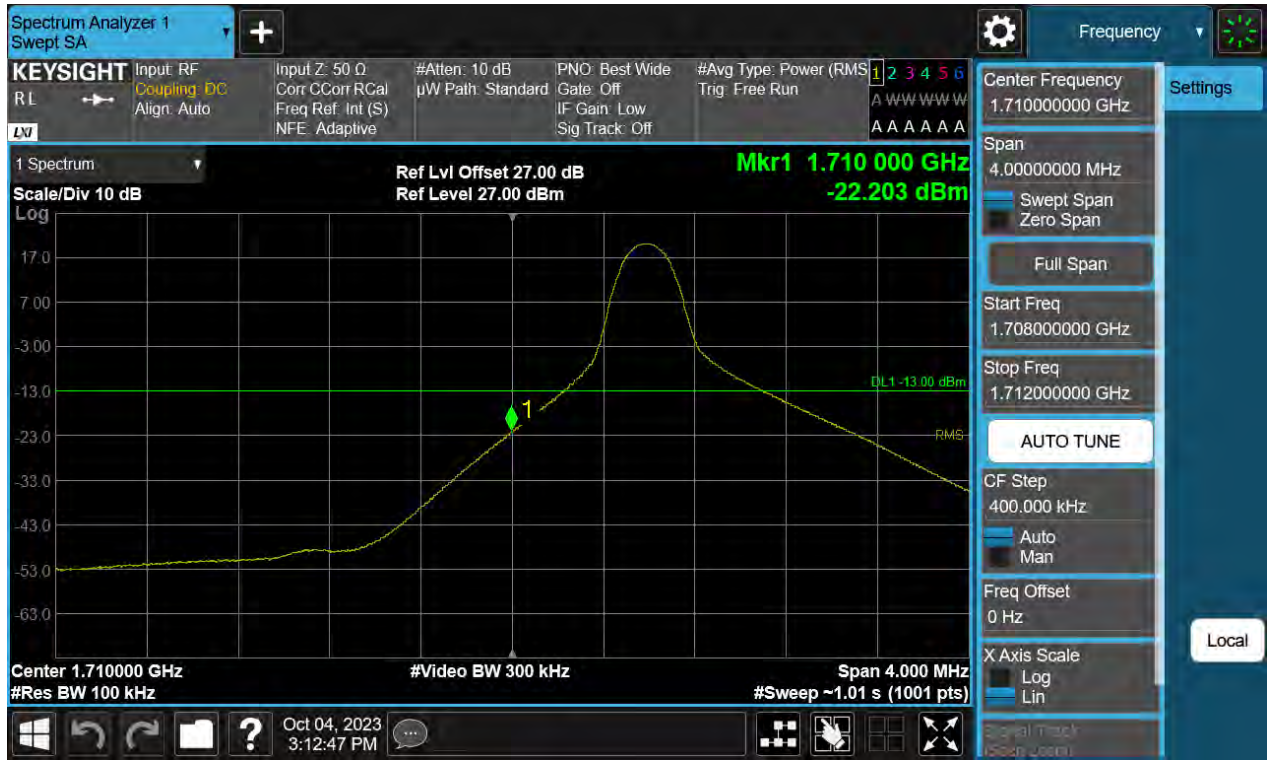 Spectrum Analyzer 1
Swept SA
+
Frequency
KEYSIGHT
RL
LXI
Input: RF
Coupling: DC
Align: Auto
Input Z: 50 Ω
Corr CCorr RCal
Freq Ref: Int (S)
NFE: Adaptive
#Atten: 10 dB
µW Path: Standard
PNO: Best Wide
Gate: Off
IF Gain: Low
Sig Track: Off
#Avg Type: Power (RMS
Trig: Free Run
1 2 3 4 5 6
A W W W W W
A A A A A A
1 Spectrum
Scale/Div 10 dB
Log
Ref Lvl Offset 27.00 dB
Ref Level 27.00 dBm
Mkr1 1.710 000 GHz
-22.203 dBm
17.0
7.00
-3.00
-13.0
-23.0
-33.0
-43.0
-53.0
-63.0
DL1 -13.00 dBm
1
RMS
Center 1.710000 GHz
#Res BW 100 kHz
#Video BW 300 kHz
Span 4.000 MHz
#Sweep ~1.01 s (1001 pts)
Center Frequency
1.710000000 GHz
Settings
Span
4.00000000 MHz
Swept Span
Zero Span
Full Span
Start Freq
1.708000000 GHz
Stop Freq
1.712000000 GHz
AUTO TUNE
CF Step
400.000 kHz
Auto
Man
Freq Offset
0 Hz
X Axis Scale
Log
Lin
Local
Signal Track
(Span Zoom)
?
Oct 04, 2023
3:12:47 PM